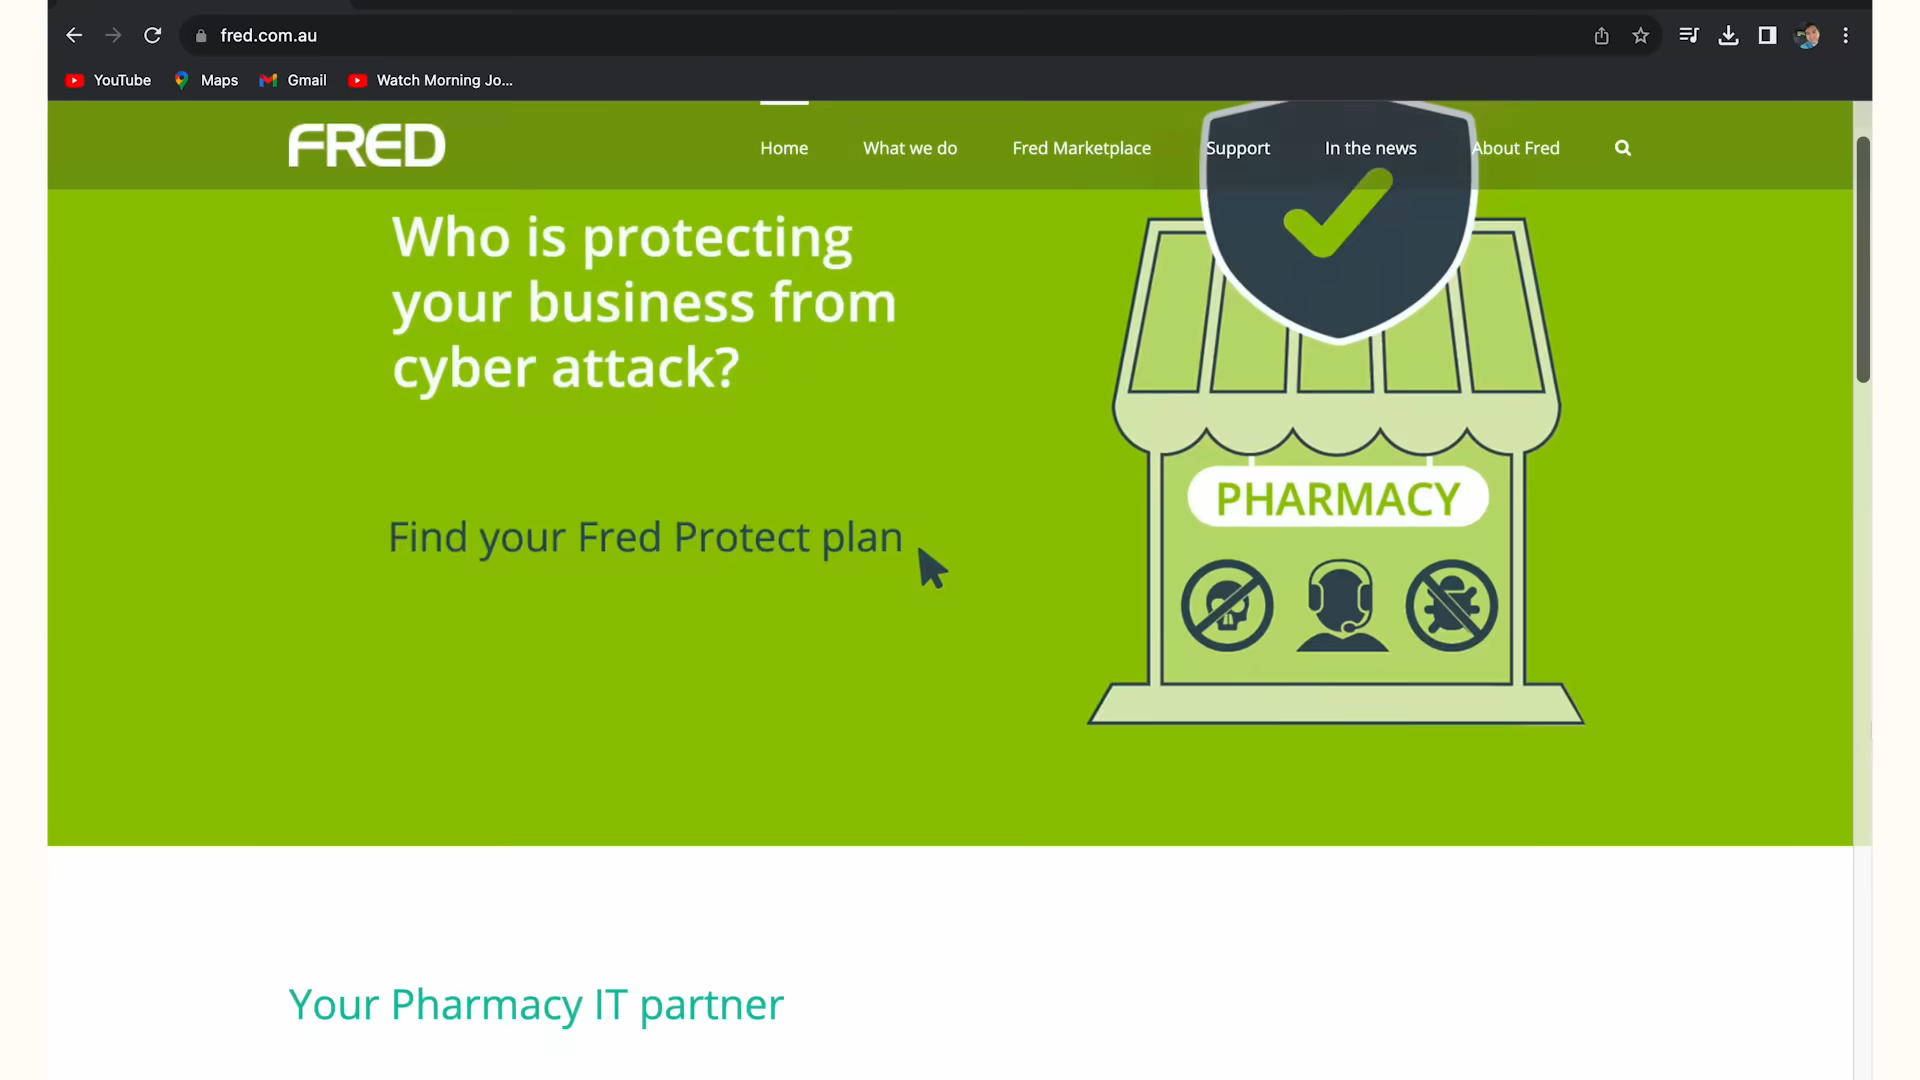 fred.com.au
YouTube Maps Gmail Watch Morning Jo...
FRED Home What we do Fred Marketplace Support In the news About Fred
Who is protecting
your business from
cyber attack?
Find your Fred Protect plan
PHARMACY
Your Pharmacy IT partner